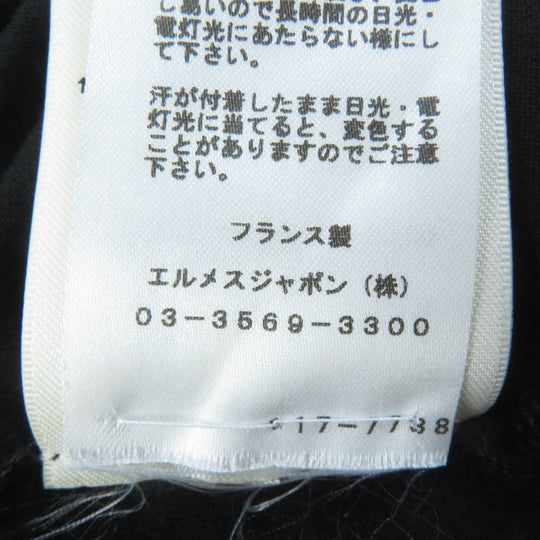 し易いので長時間の日光・
電灯光にあたらない様にし
て下さい。
汗が付着したまま日光・電
灯光に当てると、変色する
ことがありますのでご注意
下さい。
フランス製
エルメスジャポン(株)
03-3569-3300
17-7738